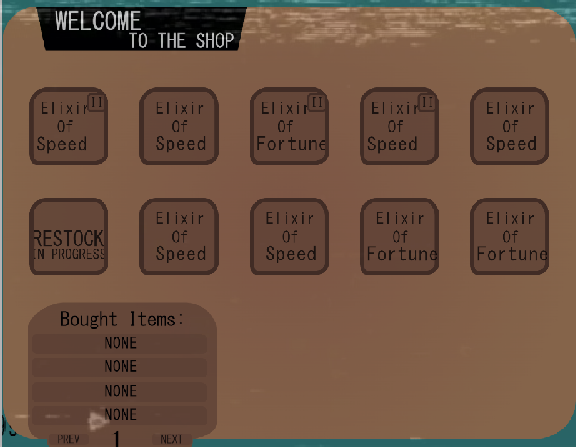 WELCOME
TO THE SHOP
Elixir II
Of
Speed
Elixir
Of
Speed
Elixir II
Of
Fortune
Elixir II
Of
Speed
Elixir
Of
Speed
RESTOCK
IN PROGRESS
Elixir
Of
Speed
Elixir
Of
Speed
Elixir
Of
Fortune
Elixir
Of
Fortune
Bought Items:
NONE
NONE
NONE
NONE
PREV 1 NEXT